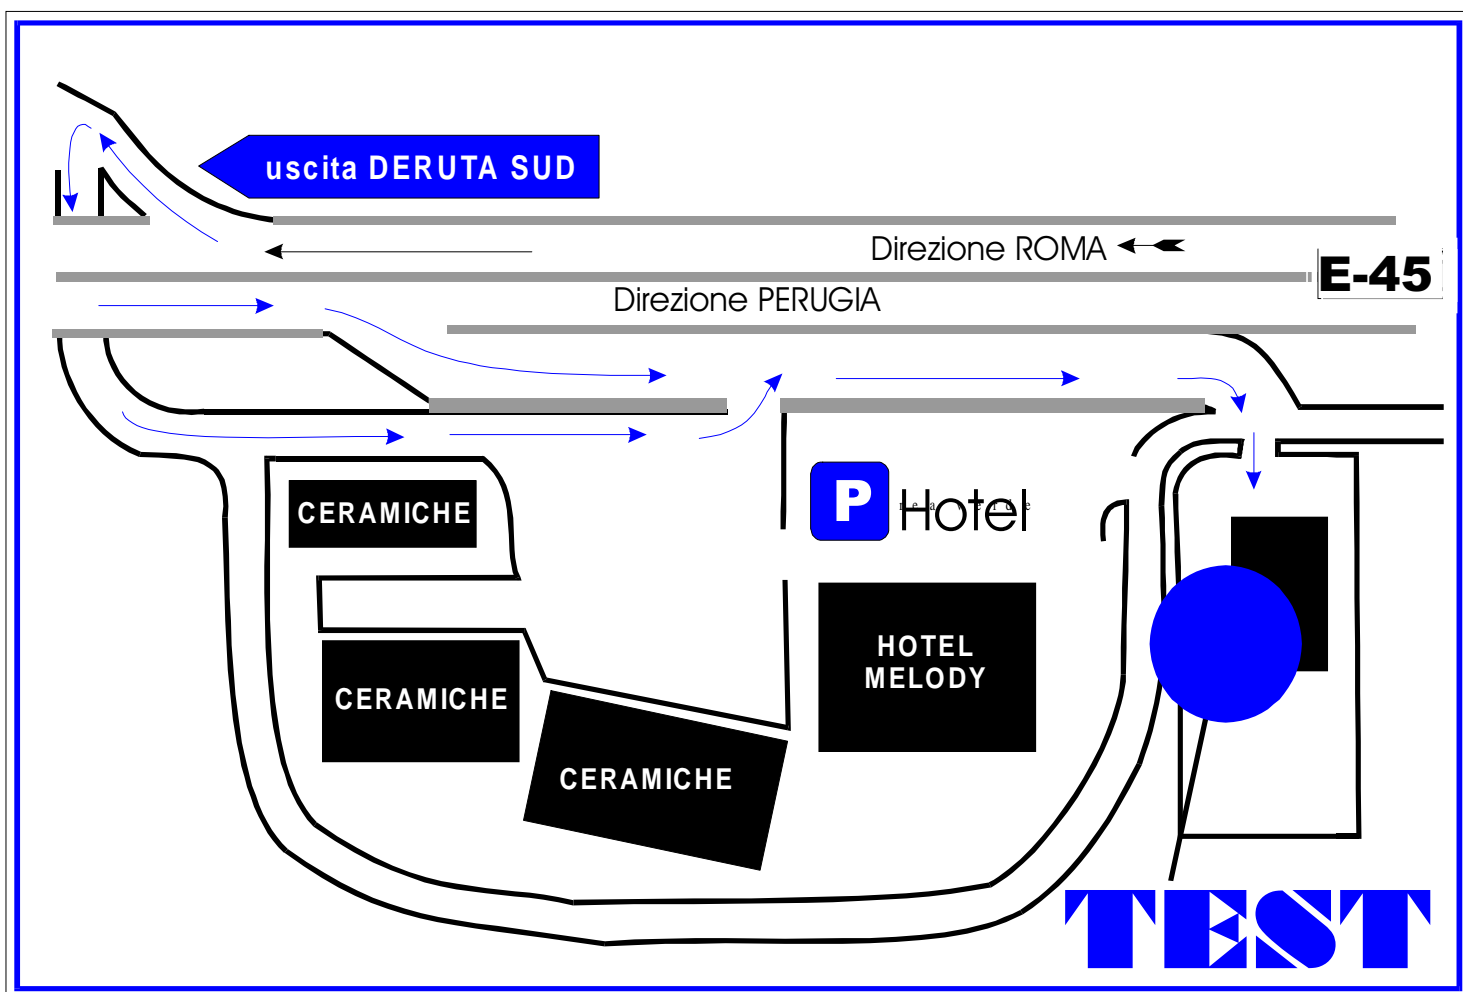 uscita DERUTA SUD
Direzione ROMA
E-45
Direzione PERUGIA
P Hotel
CERAMICHE
HOTEL
MELODY
CERAMICHE
CERAMICHE
TEST